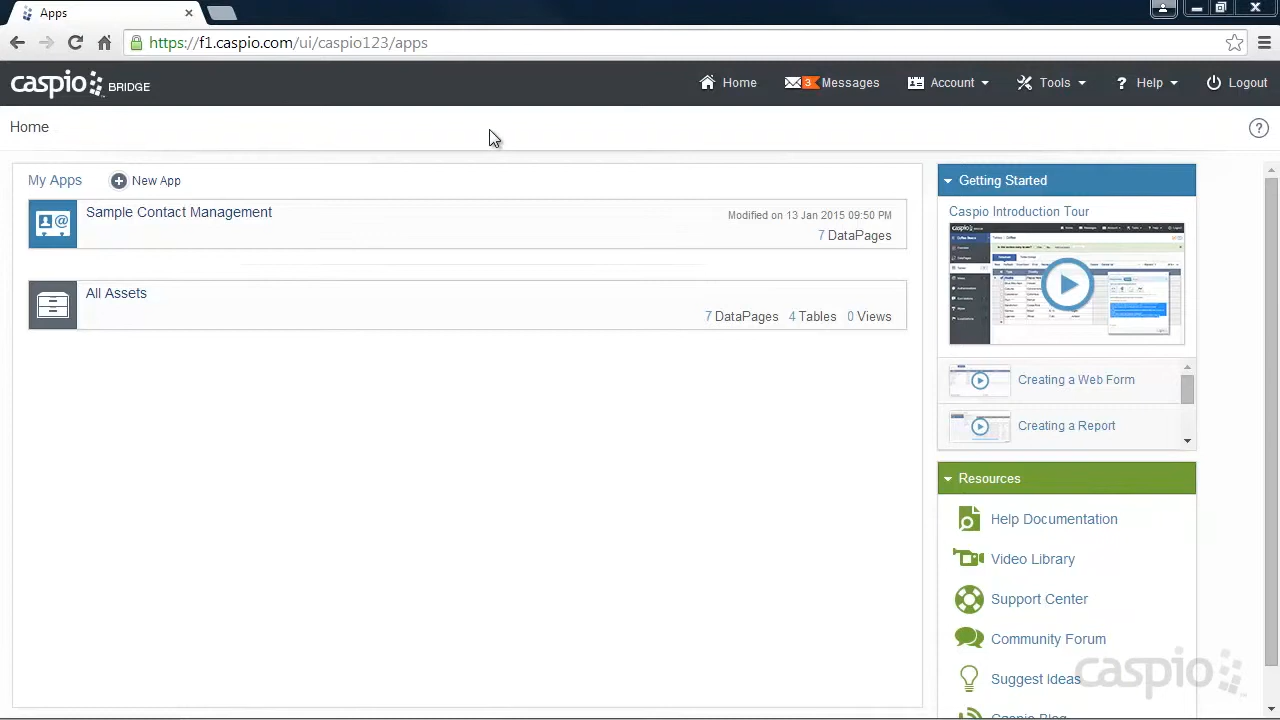 Apps
https://f1.caspio.com/ui/caspio123/apps
caspio BRIDGE
Home
3 Messages
Account
Tools
? Help
Logout
Home
?
My Apps
New App
Sample Contact Management
Modified on 13 Jan 2015 09:50 PM
7 DataPages
All Assets
7 DataPages 4 Tables 0 Views
Getting Started
Caspio Introduction Tour
Creating a Web Form
Creating a Report
Resources
Help Documentation
Video Library
Support Center
Community Forum
Suggest Ideas
Caspio Blog
caspio